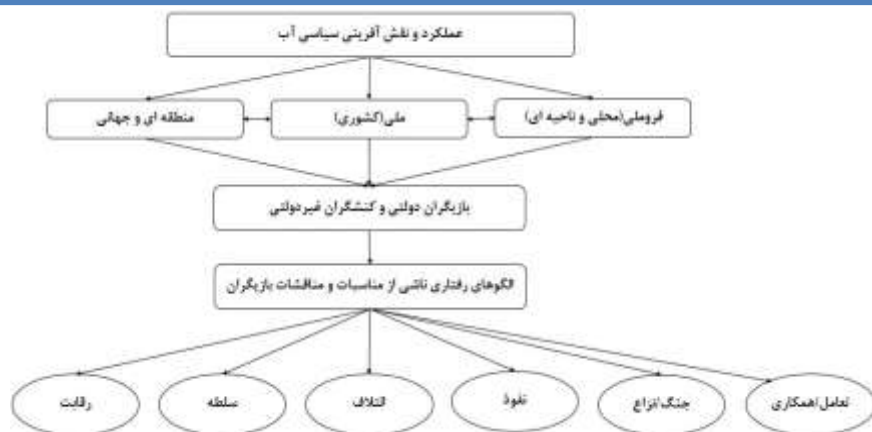 عملکرد و نقش آفرینی سیاسی آب
فروملی(محلی و ناحیه ای)
ملی(کشوری)
منطقه ای و جهانی
بازیگران دولتی و کنشگران غیردولتی
الگوهای رفتاری ناشی از مناسبات و مناقشات بازیگران
تعامل/همکاری
جنگ/نزاع
نفوذ
ائتلاف
سلطه
رقابت